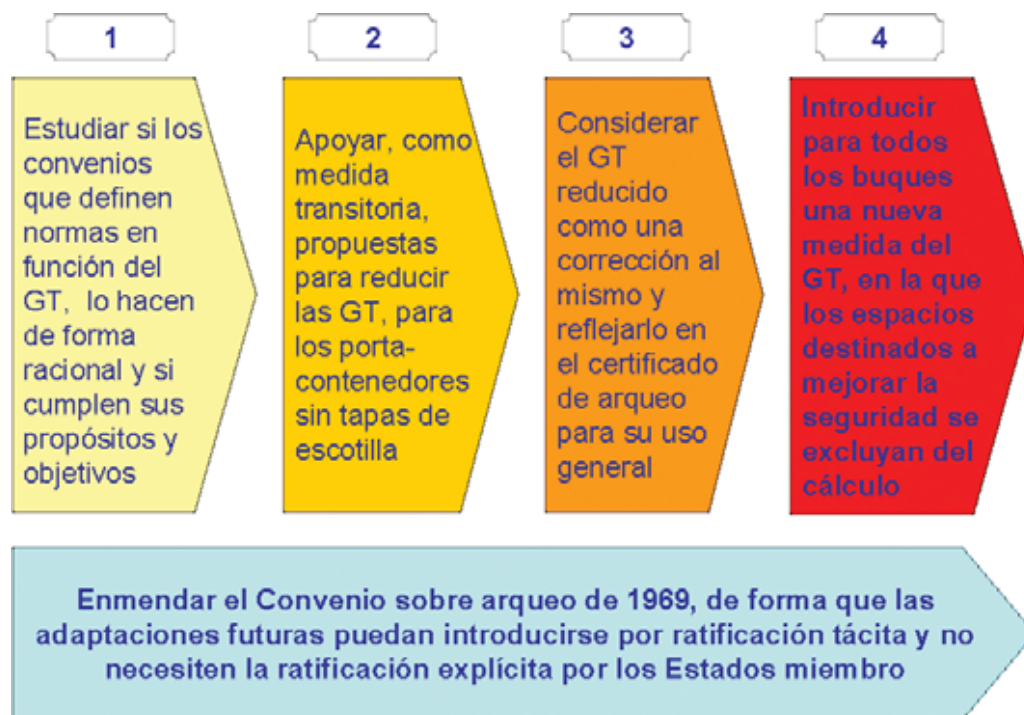 1
Estudiar si los
convenios
que definen
normas en
función del
GT, lo hacen
de forma
racional y si
cumplen sus
propósitos y
objetivos
2
Apoyar, como
medida
transitoria,
propuestas
para reducir
las GT, para
los porta-
contenedores
sin tapas de
escotilla
3
Considerar
el GT
reducido
como una
corrección al
mismo y
reflejarlo en
el certificado
de arqueo
para su uso
general
4
Introducir
para todos
los buques
una nueva
medida del
GT, en la que
los espacios
destinados a
mejorar la
seguridad se
excluyan del
cálculo
Enmendar el Convenio sobre arqueo de 1969, de forma que las
adaptaciones futuras puedan introducirse por ratificación tácita y no
necesiten la ratificación explícita por los Estados miembro